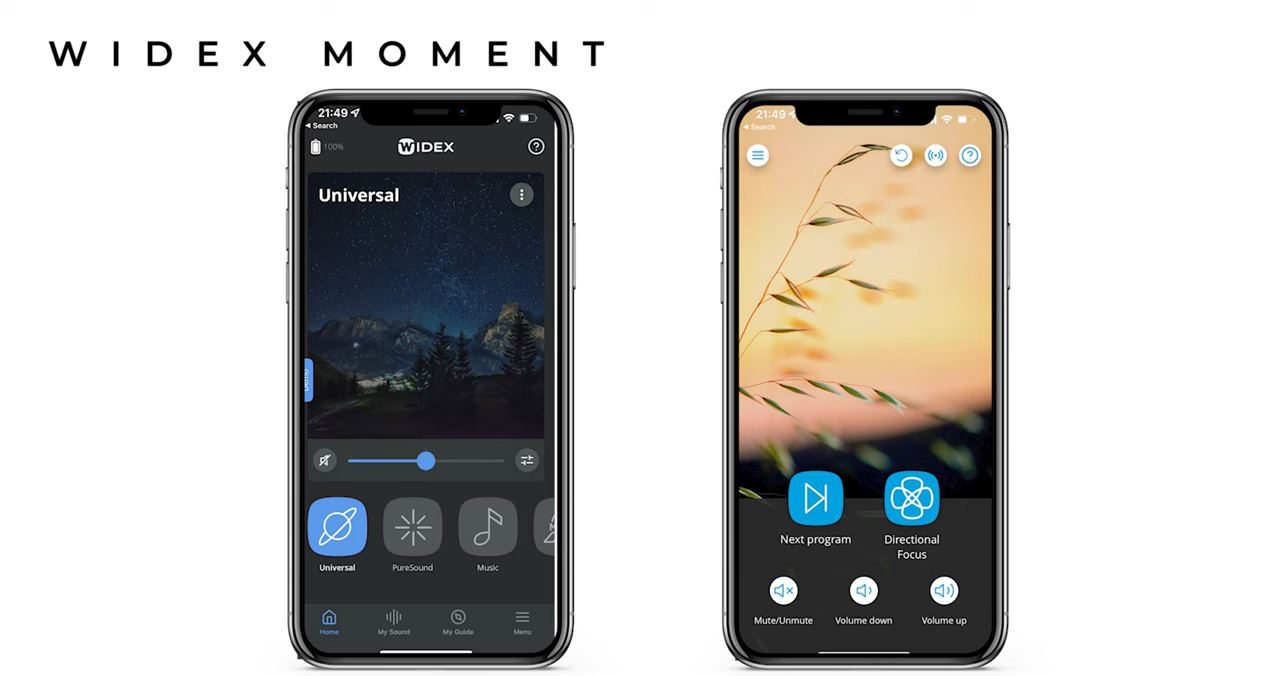 WIDEX MOMENT
21:49
◀ Search
100%
WIDEX
Universal
Demo
Universal
PureSound
Music
Home
My Sound
My Guide
Menu
21:49
◀ Search
Next program
Directional
Focus
Mute/Unmute
Volume down
Volume up